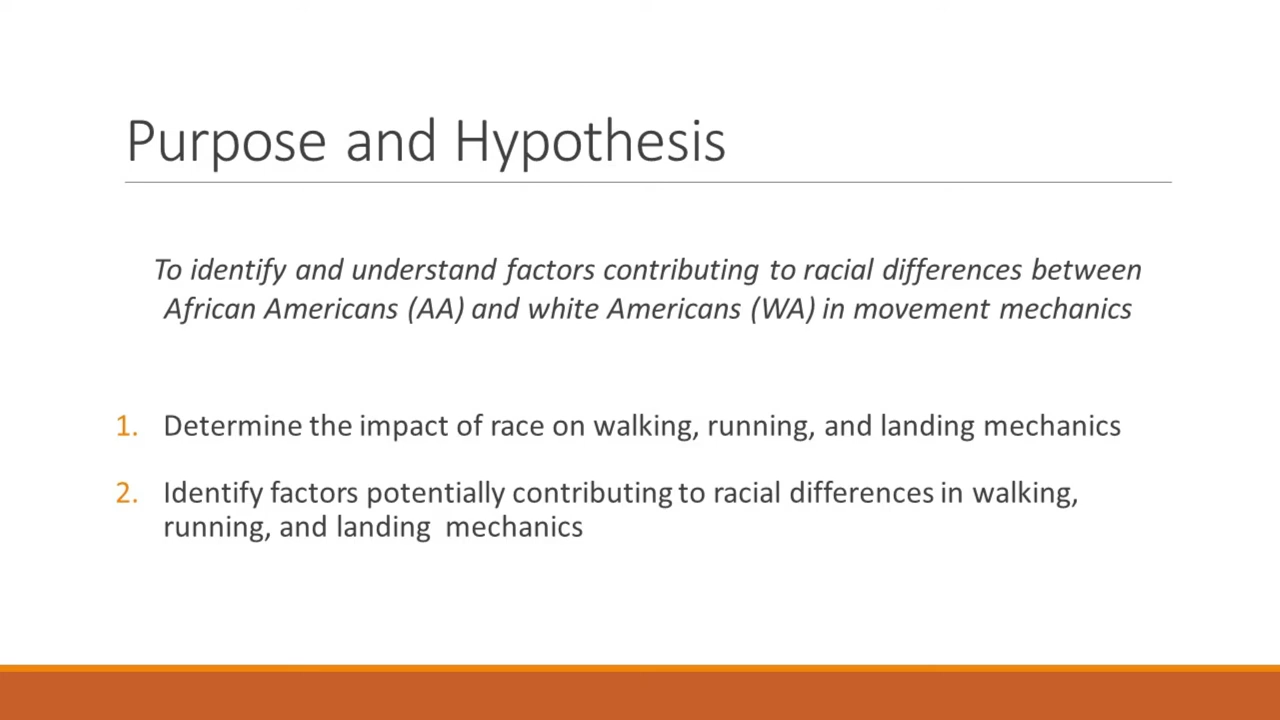 Purpose and Hypothesis
To identify and understand factors contributing to racial differences between
African Americans (AA) and white Americans (WA) in movement mechanics
1. Determine the impact of race on walking, running, and landing mechanics
2. Identify factors potentially contributing to racial differences in walking,
running, and landing mechanics